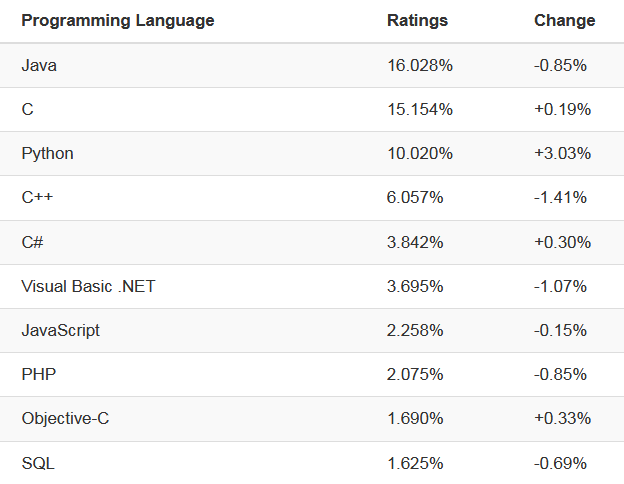 Programming Language Ratings Change
Java 16.028% -0.85%
C 15.154% +0.19%
Python 10.020% +3.03%
C++ 6.057% -1.41%
C# 3.842% +0.30%
Visual Basic .NET 3.695% -1.07%
JavaScript 2.258% -0.15%
PHP 2.075% -0.85%
Objective-C 1.690% +0.33%
SQL 1.625% -0.69%